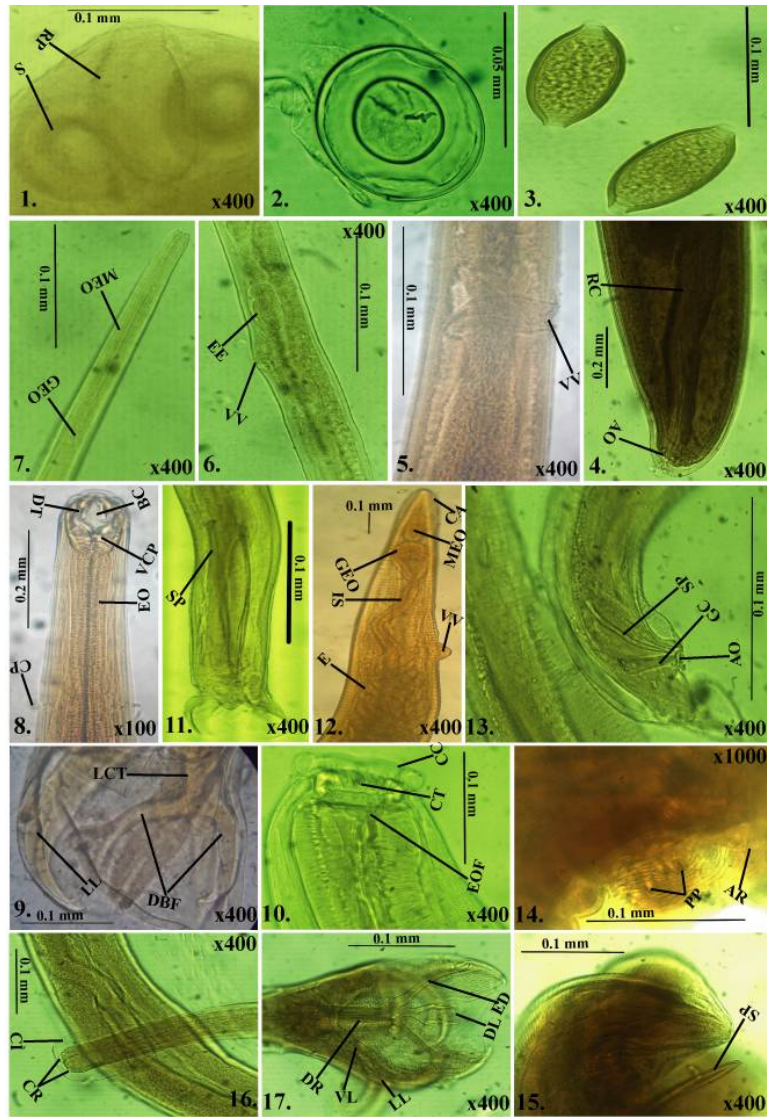 0.1 mm
RP
S
1.
x400
0.05 mm
2.
x400
0.1 mm
3.
x400
0.1 mm
MEO
GEO
7.
x400
x400
0.1 mm
EE
VV
6.
0.1 mm
VV
5.
x400
RC
0.2 mm
AO
4.
x400
DT
BC
VCP
0.2 mm
EO
CP
8.
x100
SP
0.1 mm
11.
x400
0.1 mm
CA
MEO
GEO
IS
VV
E
12.
x400
SP
GC
AO
0.1 mm
13.
x400
LCT
LL
DBF
0.1 mm
9.
x400
CC
CT
0.1 mm
EOF
10.
x400
x1000
PP
AR
14.
0.1 mm
x400
0.1 mm
CI
CR
16.
0.1 mm
ED
DL
DR
VL
LL
17.
x400
0.1 mm
SP
15.
x400